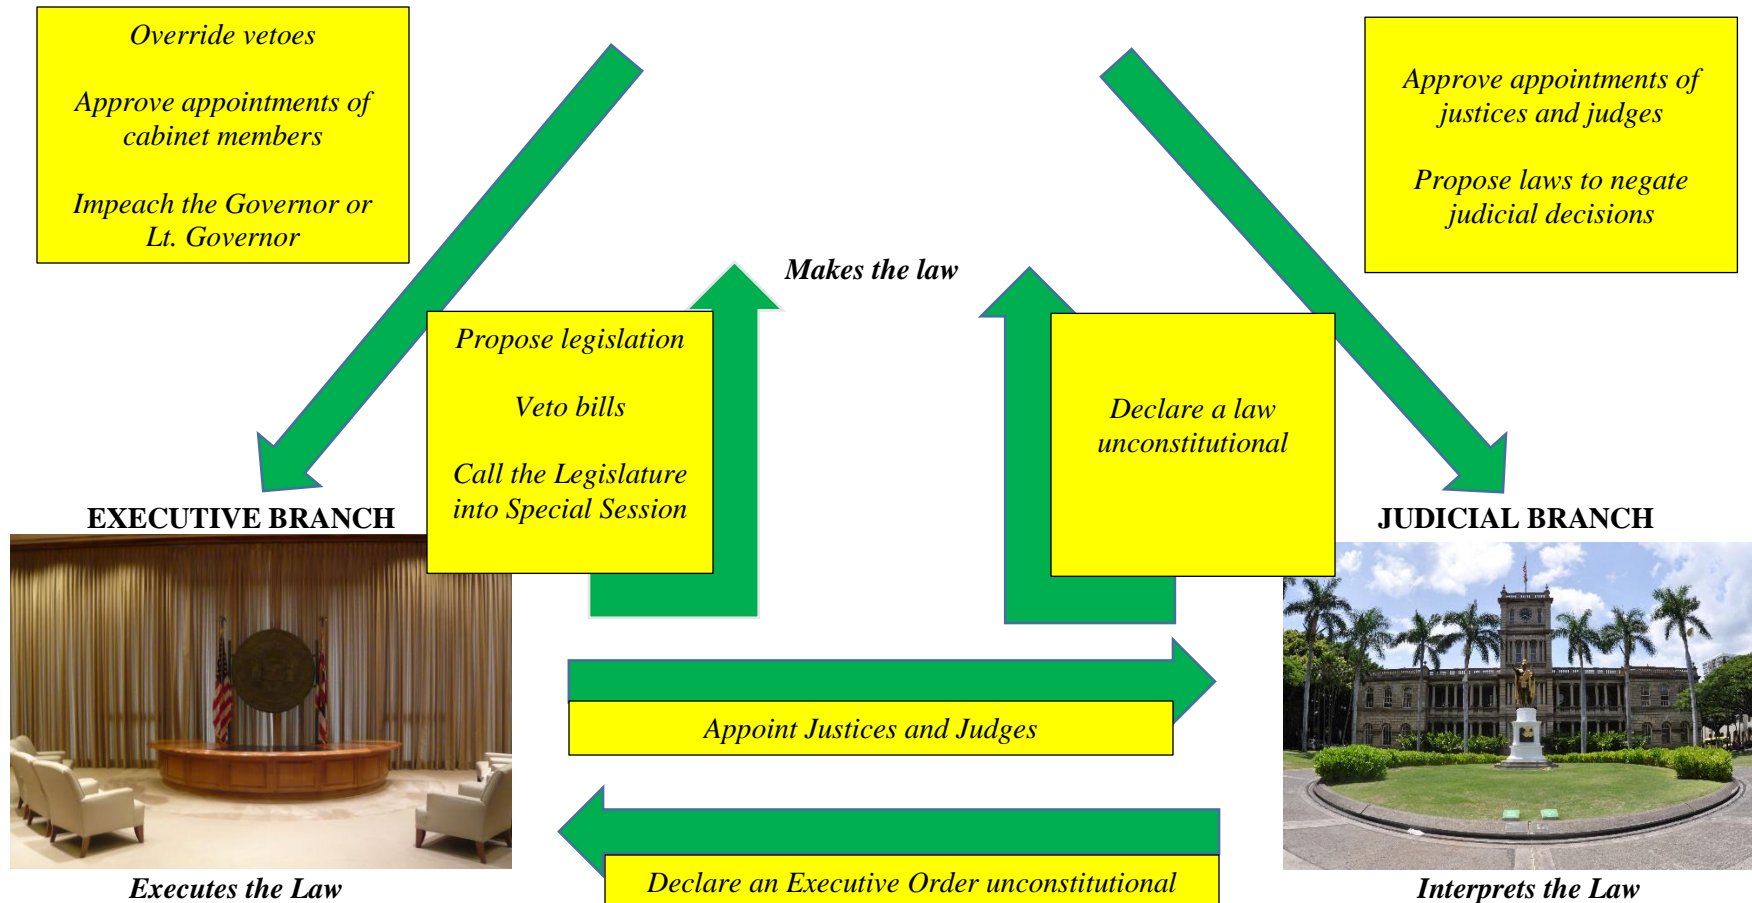 Override vetoes
Approve appointments of
cabinet members
Impeach the Governor or
Lt. Governor
Approve appointments of
justices and judges
Propose laws to negate
judicial decisions
Makes the law
Propose legislation
Veto bills
Call the Legislature
into Special Session
Declare a law
unconstitutional
EXECUTIVE BRANCH
JUDICIAL BRANCH
Appoint Justices and Judges
Declare an Executive Order unconstitutional
Executes the Law
Interprets the Law